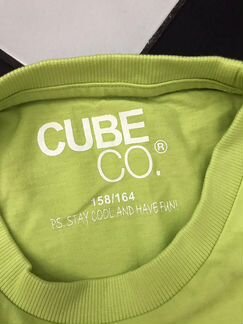 CUBE
CO.®
158/164
PS. STAY COOL AND HAVE FUN!